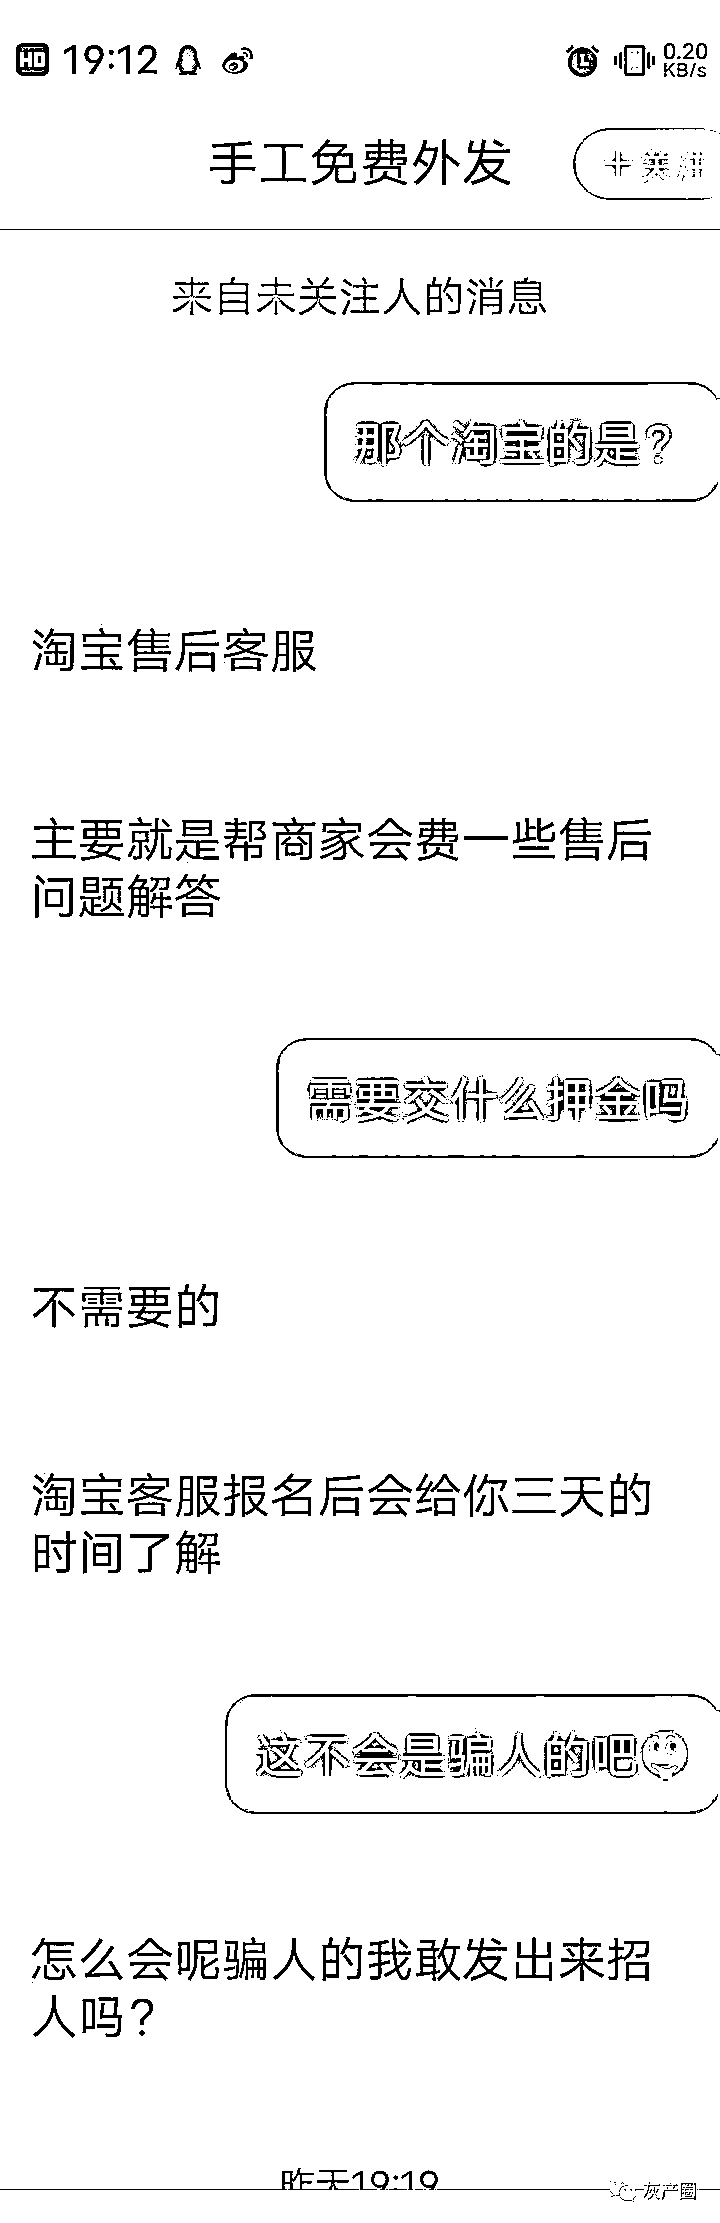 HD 19:12 0.20 KB/s
手工免费外发 +关注
来自未关注人的消息
那个淘宝的是？
淘宝售后客服
主要就是帮商家会费一些售后
问题解答
需要交什么押金吗
不需要的
淘宝客服报名后会给你三天的
时间了解
这不会是骗人的吧
怎么会呢骗人的我敢发出来招
人吗？
昨天19:19
灰产圈